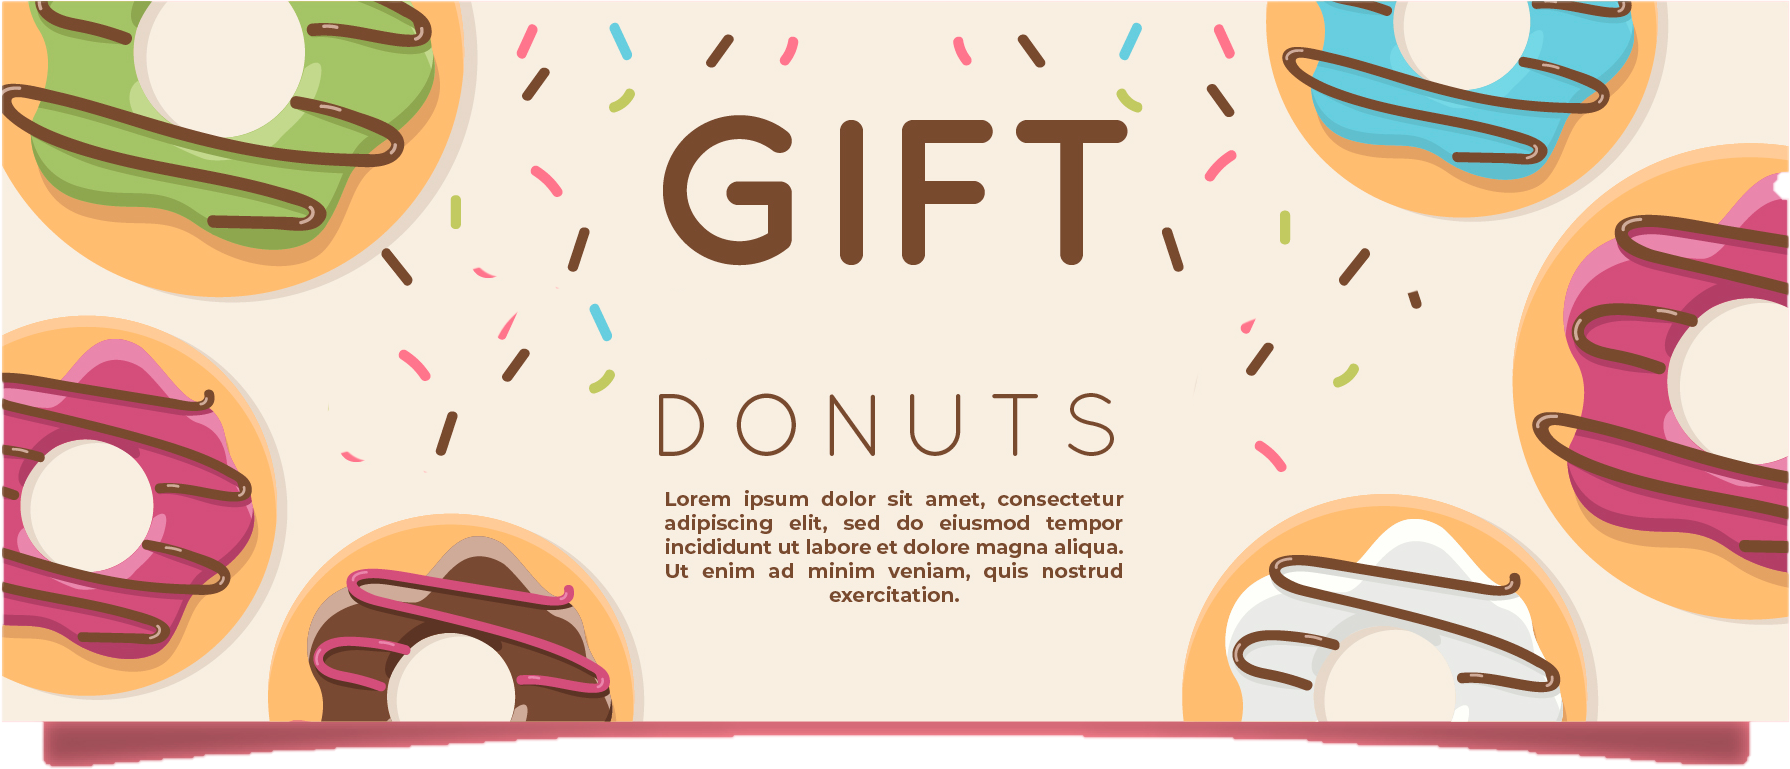 GIFT
DONUTS
Lorem ipsum dolor sit amet, consectetur
adipiscing elit, sed do eiusmod tempor
incididunt ut labore et dolore magna aliqua.
Ut enim ad minim veniam, quis nostrud
exercitation.